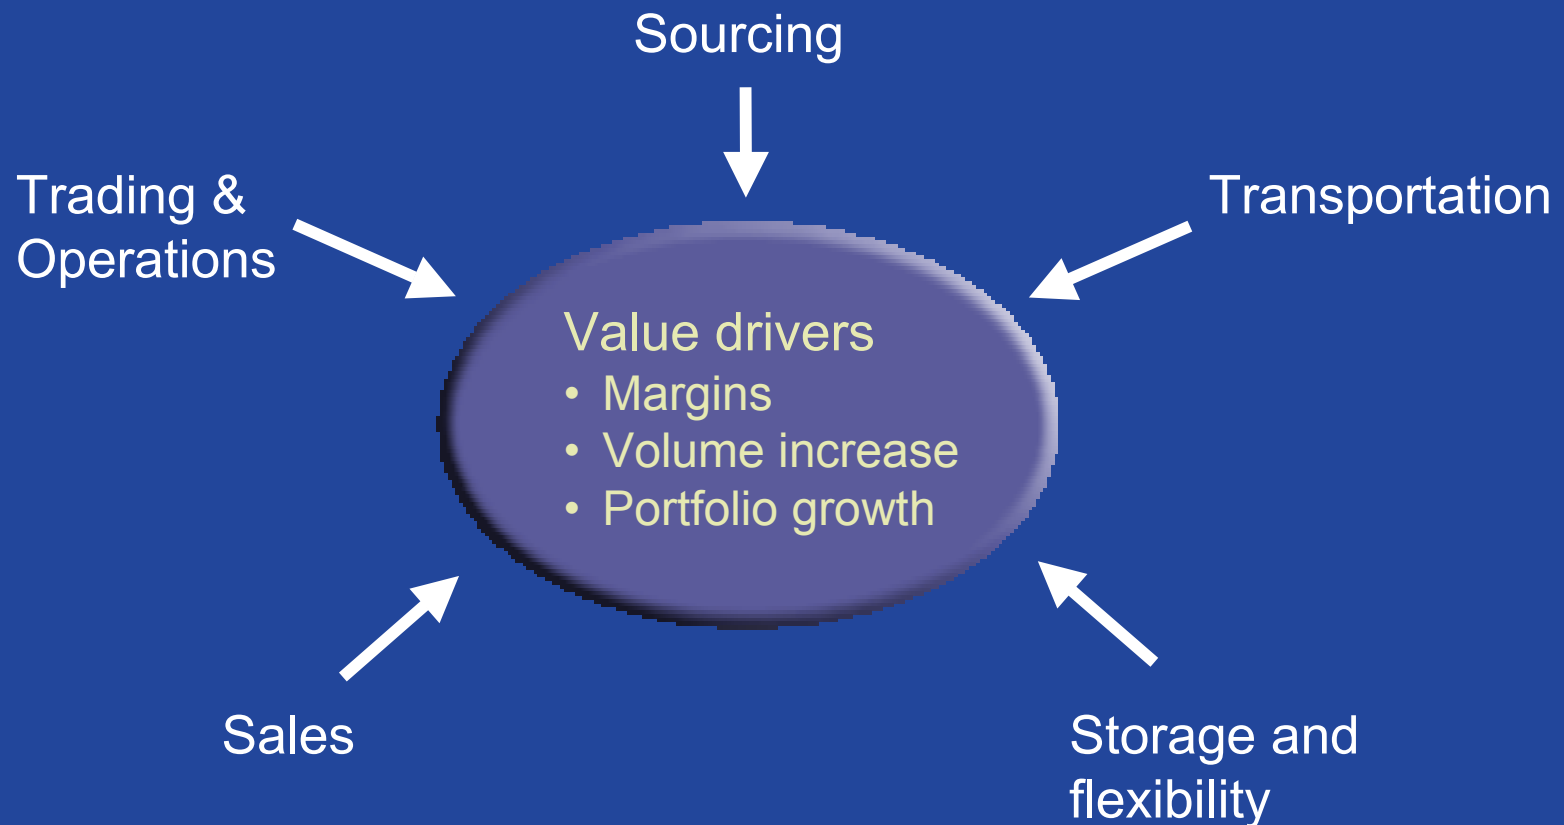 Sourcing
Trading &
Operations
Transportation
Value drivers
• Margins
• Volume increase
• Portfolio growth
Sales
Storage and
flexibility